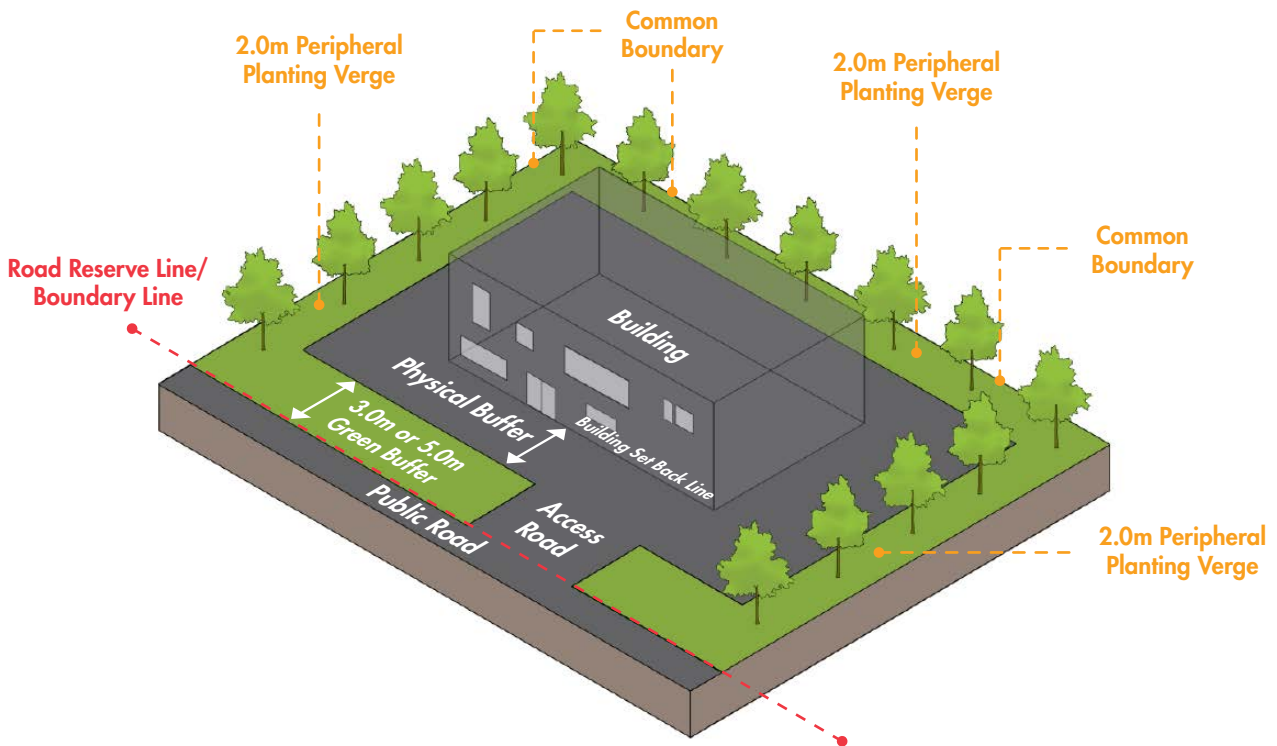 Common
Boundary
2.0m Peripheral
Planting Verge
2.0m Peripheral
Planting Verge
Common
Boundary
Road Reserve Line/
Boundary Line
Building
Physical Buffer
3.0m or 5.0m
Green Buffer
Building Set Back Line
Public Road
Access
Road
2.0m Peripheral
Planting Verge